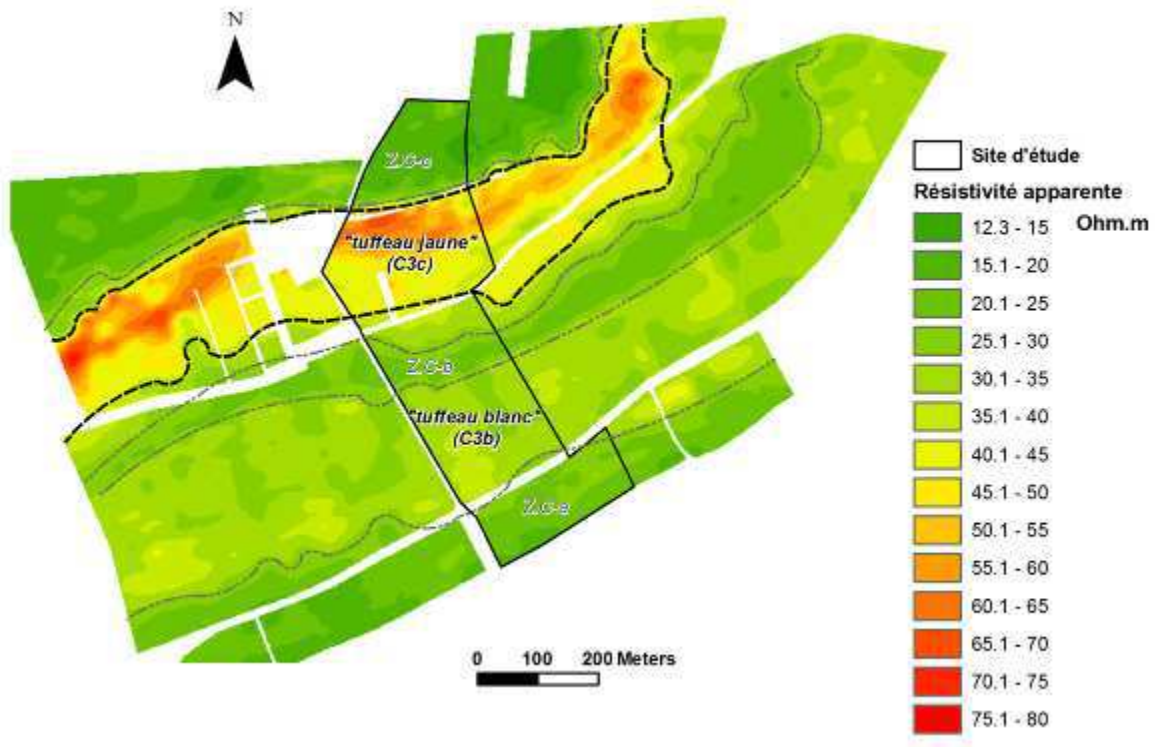 N
Z.C-c
"tuffeau jaune"
(C3c)
Z.C-b
"tuffeau blanc"
(C3b)
Z.C-a
0 100 200 Meters
Site d'étude
Résistivité apparente
Ohm.m
12.3 - 15
15.1 - 20
20.1 - 25
25.1 - 30
30.1 - 35
35.1 - 40
40.1 - 45
45.1 - 50
50.1 - 55
55.1 - 60
60.1 - 65
65.1 - 70
70.1 - 75
75.1 - 80